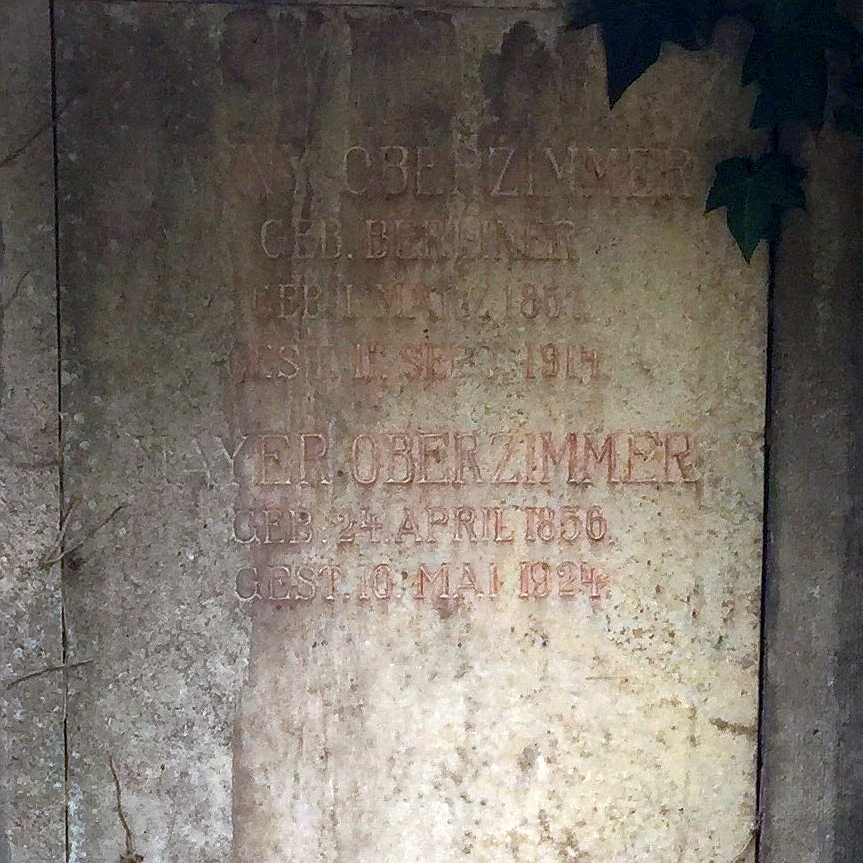 OBERZIMMER
GEB. BERLINER
GEB. 1. MÄRZ
GEST. 11. SEPT. 1914.
MAYER OBERZIMMER
GEB. 24. APRIL 1856.
GEST. 10. MAI 1924.